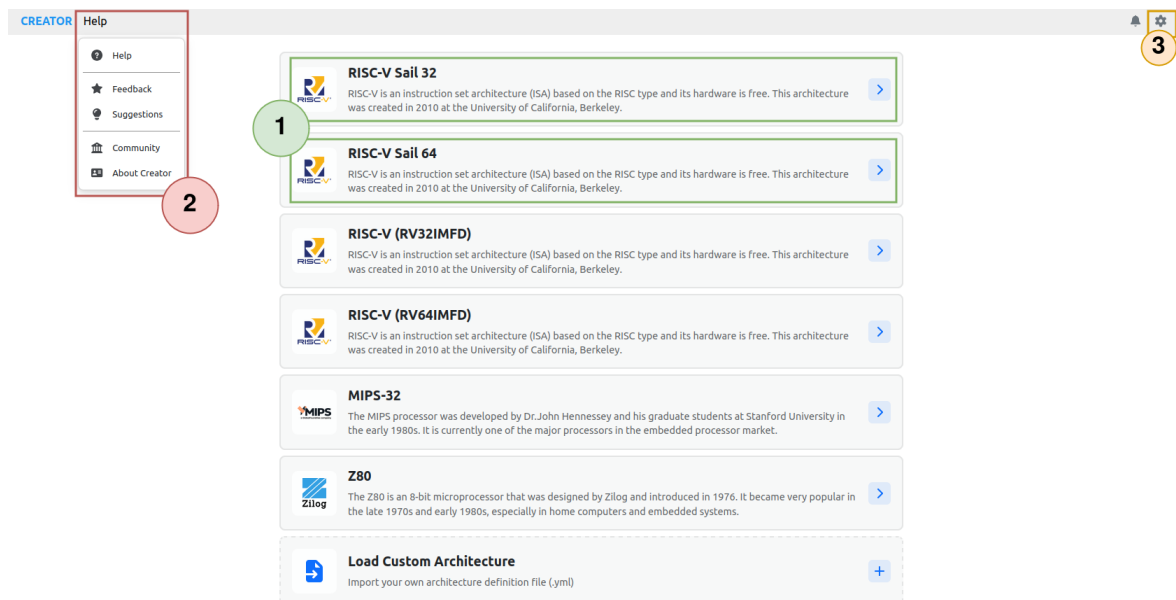 CREATOR Help
3
Help
Feedback
Suggestions
Community
About Creator
2
1
RISC-V Sail 32
RISC-V
RISC-V is an instruction set architecture (ISA) based on the RISC type and its hardware is free. This architecture
was created in 2010 at the University of California, Berkeley.
RISC-V Sail 64
RISC-V
RISC-V is an instruction set architecture (ISA) based on the RISC type and its hardware is free. This architecture
was created in 2010 at the University of California, Berkeley.
RISC-V (RV32IMFD)
RISC-V
RISC-V is an instruction set architecture (ISA) based on the RISC type and its hardware is free. This architecture
was created in 2010 at the University of California, Berkeley.
RISC-V (RV64IMFD)
RISC-V
RISC-V is an instruction set architecture (ISA) based on the RISC type and its hardware is free. This architecture
was created in 2010 at the University of California, Berkeley.
MIPS-32
MIPS
The MIPS processor was developed by Dr.John Hennessey and his graduate students at Stanford University in
the early 1980s. It is currently one of the major processors in the embedded processor market.
Z80
Zilog
The Z80 is an 8-bit microprocessor that was designed by Zilog and introduced in 1976. It became very popular in
the late 1970s and early 1980s, especially in home computers and embedded systems.
Load Custom Architecture
Import your own architecture definition file (.yml)